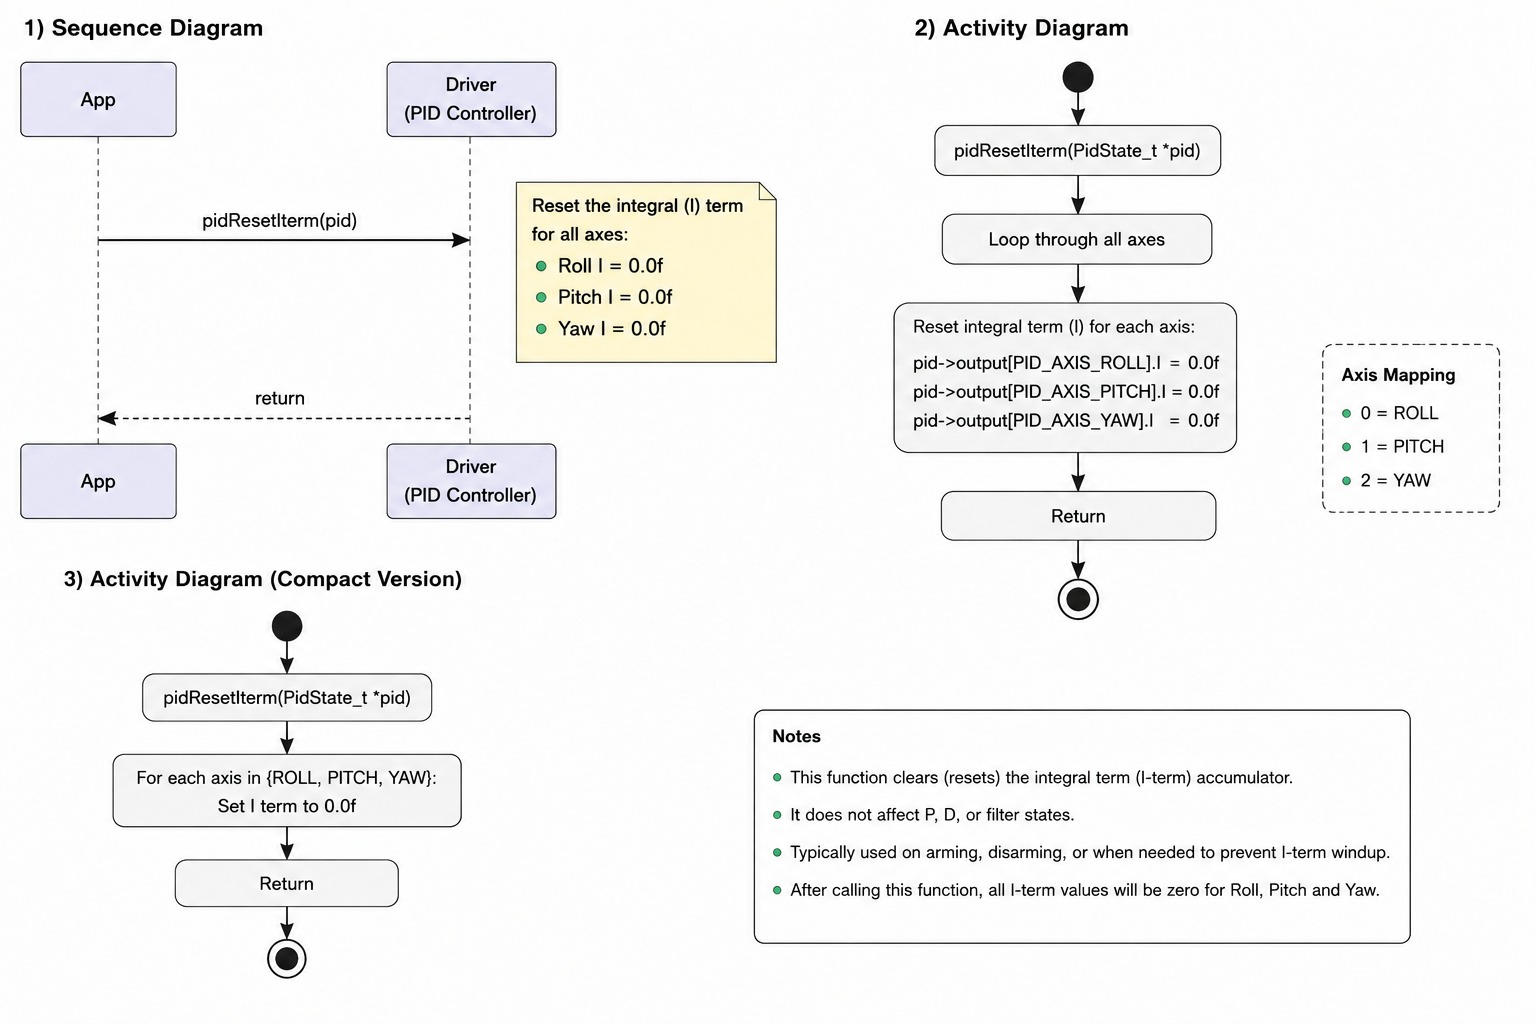 1) Sequence Diagram
App
Driver
(PID Controller)
pidResetIterm(pid)
Reset the integral (I) term
for all axes:
Roll I = 0.0f
Pitch I = 0.0f
Yaw I = 0.0f
return
App
Driver
(PID Controller)
2) Activity Diagram
pidResetIterm(PidState_t *pid)
Loop through all axes
Reset integral term (I) for each axis:
pid->output[PID_AXIS_ROLL].I = 0.0f
pid->output[PID_AXIS_PITCH].I = 0.0f
pid->output[PID_AXIS_YAW].I = 0.0f
Return
Axis Mapping
0 = ROLL
1 = PITCH
2 = YAW
3) Activity Diagram (Compact Version)
pidResetIterm(PidState_t *pid)
For each axis in {ROLL, PITCH, YAW}:
Set I term to 0.0f
Return
Notes
This function clears (resets) the integral term (I-term) accumulator.
It does not affect P, D, or filter states.
Typically used on arming, disarming, or when needed to prevent I-term windup.
After calling this function, all I-term values will be zero for Roll, Pitch and Yaw.